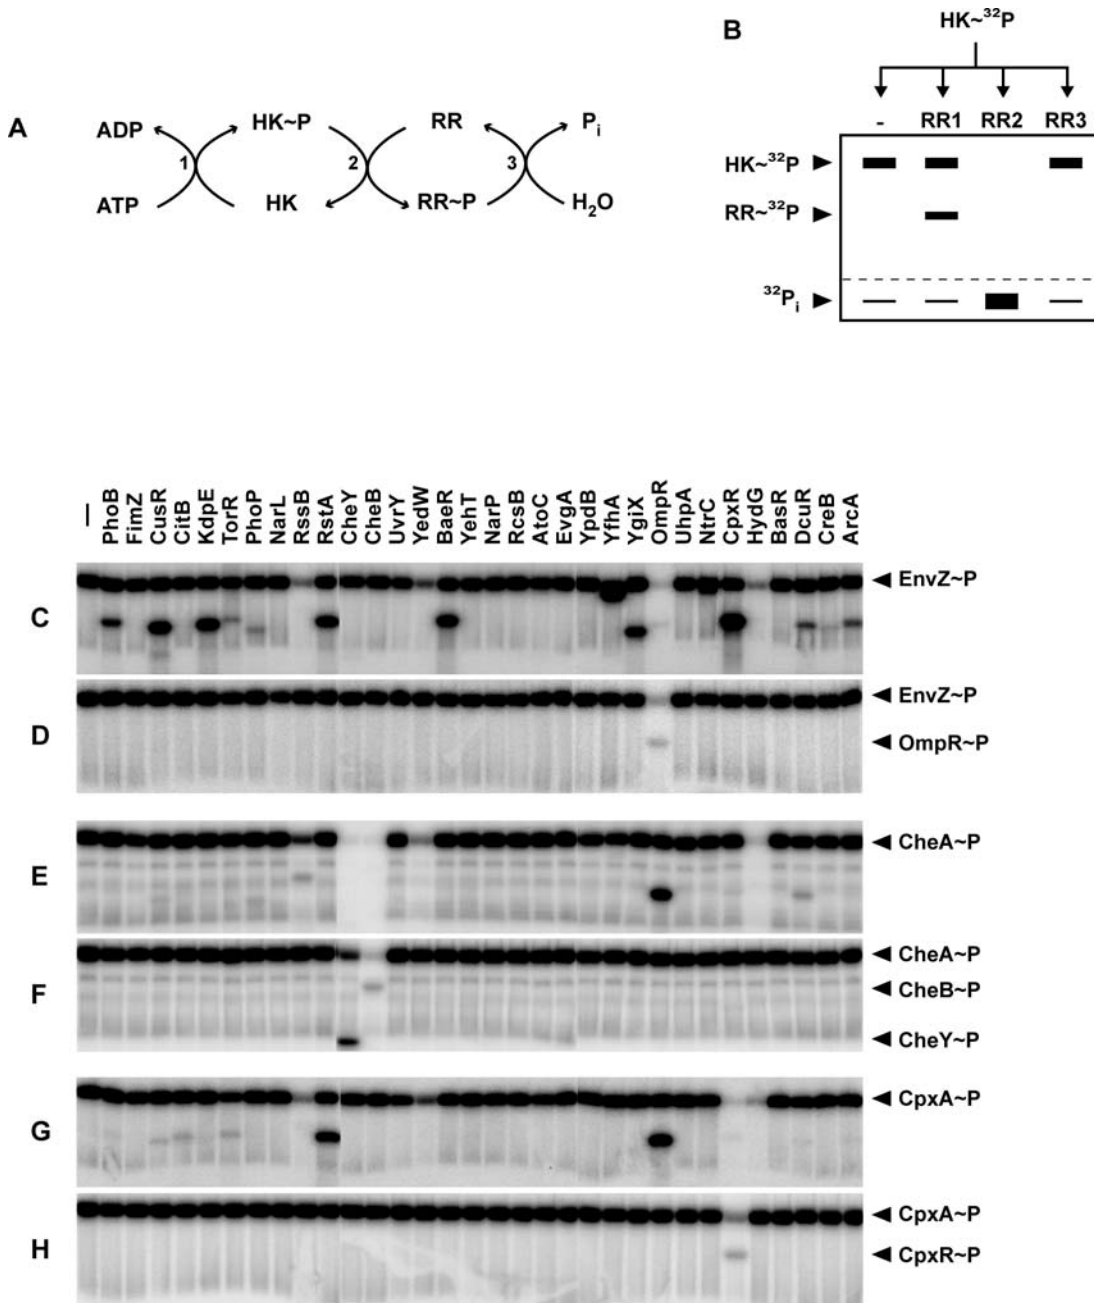 A
ADP HK~P RR Pi
1 2 3
ATP HK RR~P H2O
B
HK~32P
- RR1 RR2 RR3
HK~32P
RR~32P
32Pi
— PhoB FimZ CusR CitB KdpE TorR PhoP NarL RssB RstA CheY CheB UvrY YedW BaeR YehT NarP RcsB AtoC EvgA YpdB YfhA YgiX OmpR UhpA NtrC CpxR HydG BasR DcuR CreB ArcA
C
EnvZ~P
D
EnvZ~P
OmpR~P
E
CheA~P
F
CheA~P
CheB~P
CheY~P
G
CpxA~P
H
CpxA~P
CpxR~P